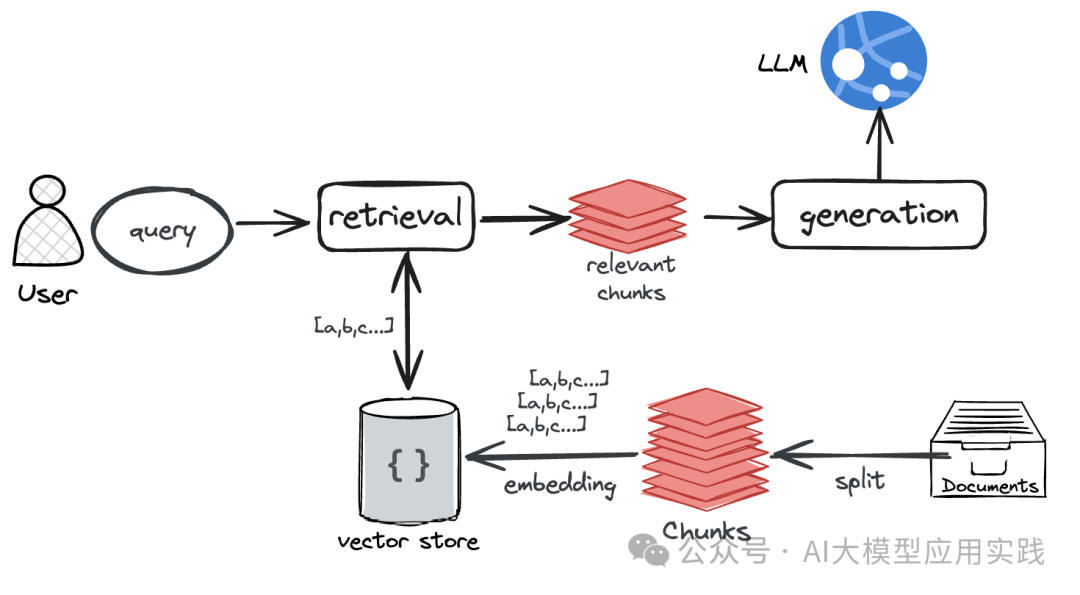 LLM
query
retrieval
generation
User
relevant
chunks
[a,b,c...]
[a,b,c...]
[a,b,c...]
[a,b,c...]
{ }
embedding
split
Documents
vector store
Chunks
公众号 · AI大模型应用实践